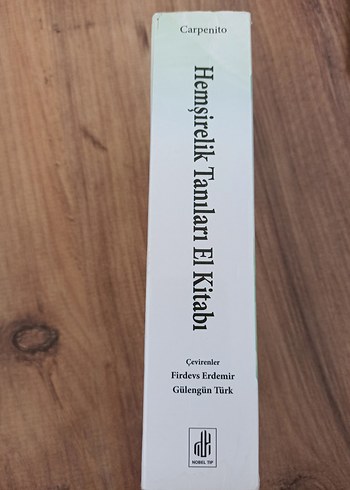 Carpenito
Hemşirelik Tanıları El Kitabı
Çevirenler
Firdevs Erdemir
Gülengün Türk
NOBEL TIP